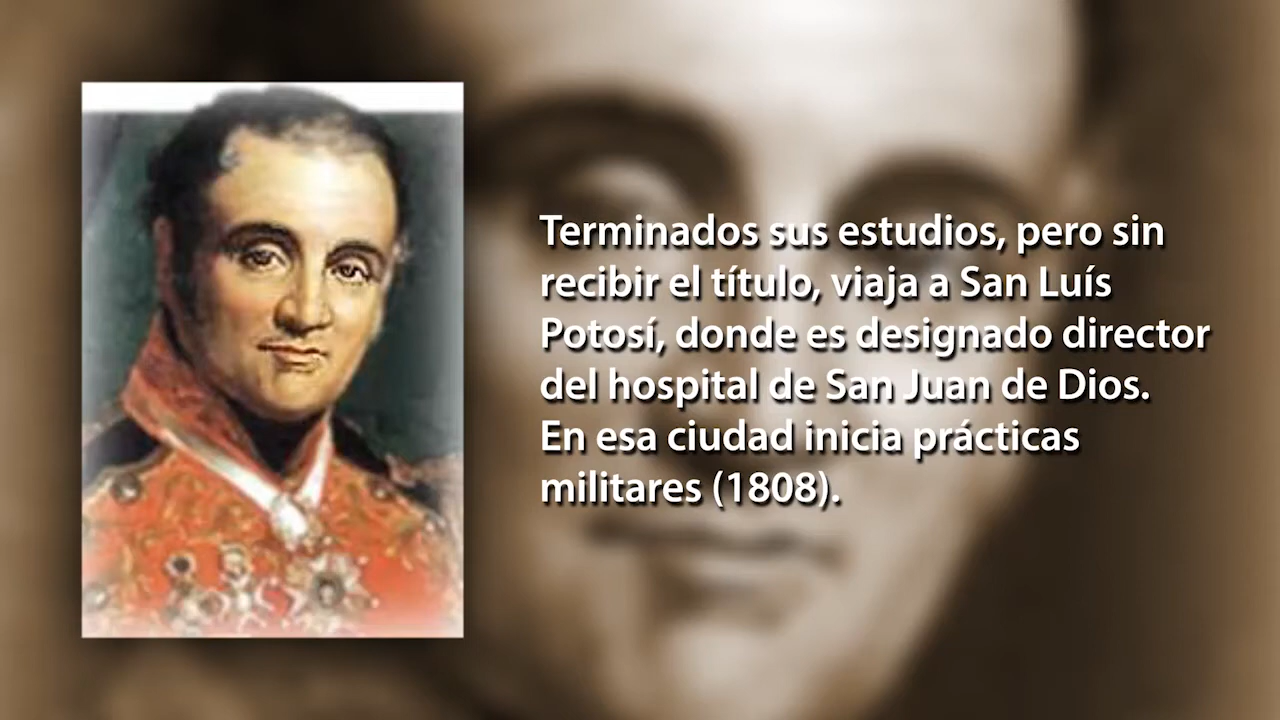 Terminados sus estudios, pero sin
recibir el título, viaja a San Luís
Potosí, donde es designado director
del hospital de San Juan de Dios.
En esa ciudad inicia prácticas
militares (1808).